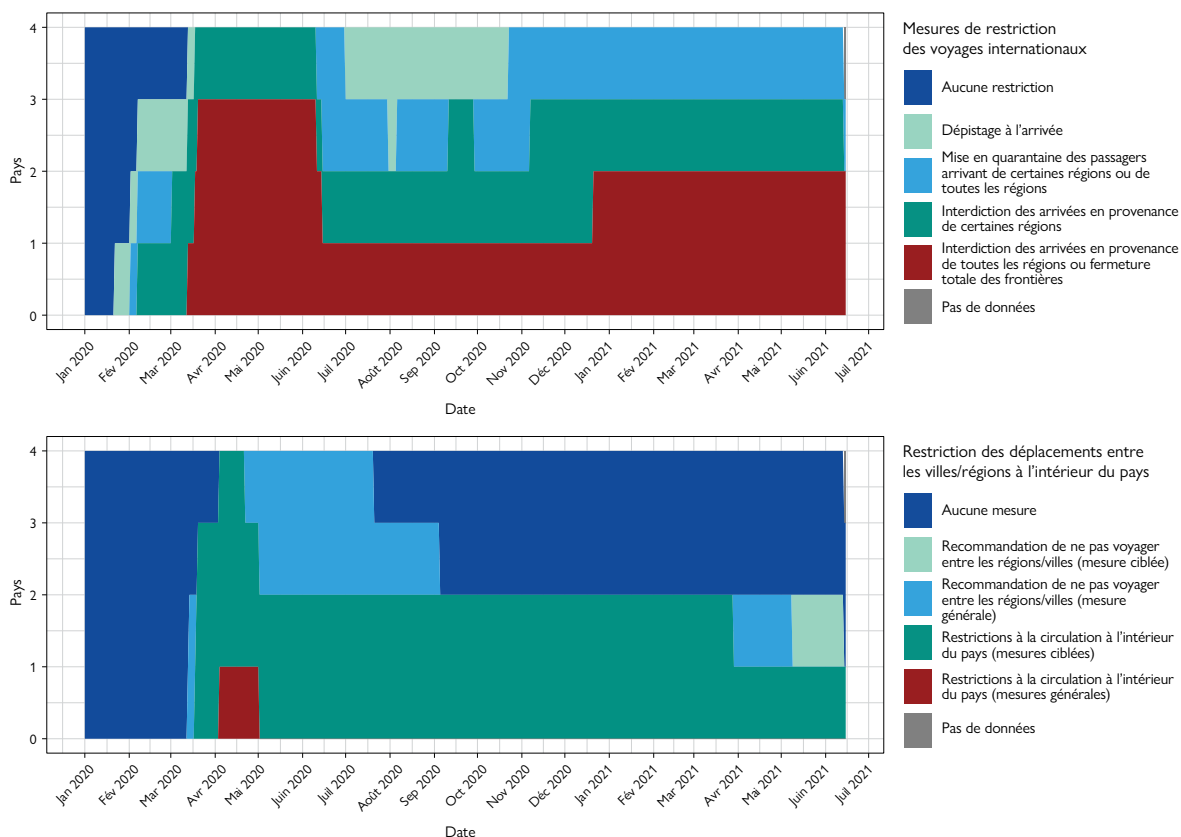 Mesures de restriction
des voyages internationaux
Aucune restriction
Dépistage à l'arrivée
Mise en quarantaine des passagers
arrivant de certaines régions ou de
toutes les régions
Interdiction des arrivées en provenance
de certaines régions
Interdiction des arrivées en provenance
de toutes les régions ou fermeture
totale des frontières
Pas de données
Pays
4
3
2
1
0
Jan 2020
Fév 2020
Mar 2020
Avr 2020
Mai 2020
Juin 2020
Juil 2020
Août 2020
Sep 2020
Oct 2020
Nov 2020
Déc 2020
Jan 2021
Fév 2021
Mar 2021
Avr 2021
Mai 2021
Juin 2021
Juil 2021
Date
Restriction des déplacements entre
les villes/régions à l'intérieur du pays
Aucune mesure
Recommandation de ne pas voyager
entre les régions/villes (mesure ciblée)
Recommandation de ne pas voyager
entre les régions/villes (mesure
générale)
Restrictions à la circulation à l'intérieur
du pays (mesures ciblées)
Restrictions à la circulation à l'intérieur
du pays (mesures générales)
Pas de données
Pays
4
3
2
1
0
Jan 2020
Fév 2020
Mar 2020
Avr 2020
Mai 2020
Juin 2020
Juil 2020
Août 2020
Sep 2020
Oct 2020
Nov 2020
Déc 2020
Jan 2021
Fév 2021
Mar 2021
Avr 2021
Mai 2021
Juin 2021
Juil 2021
Date